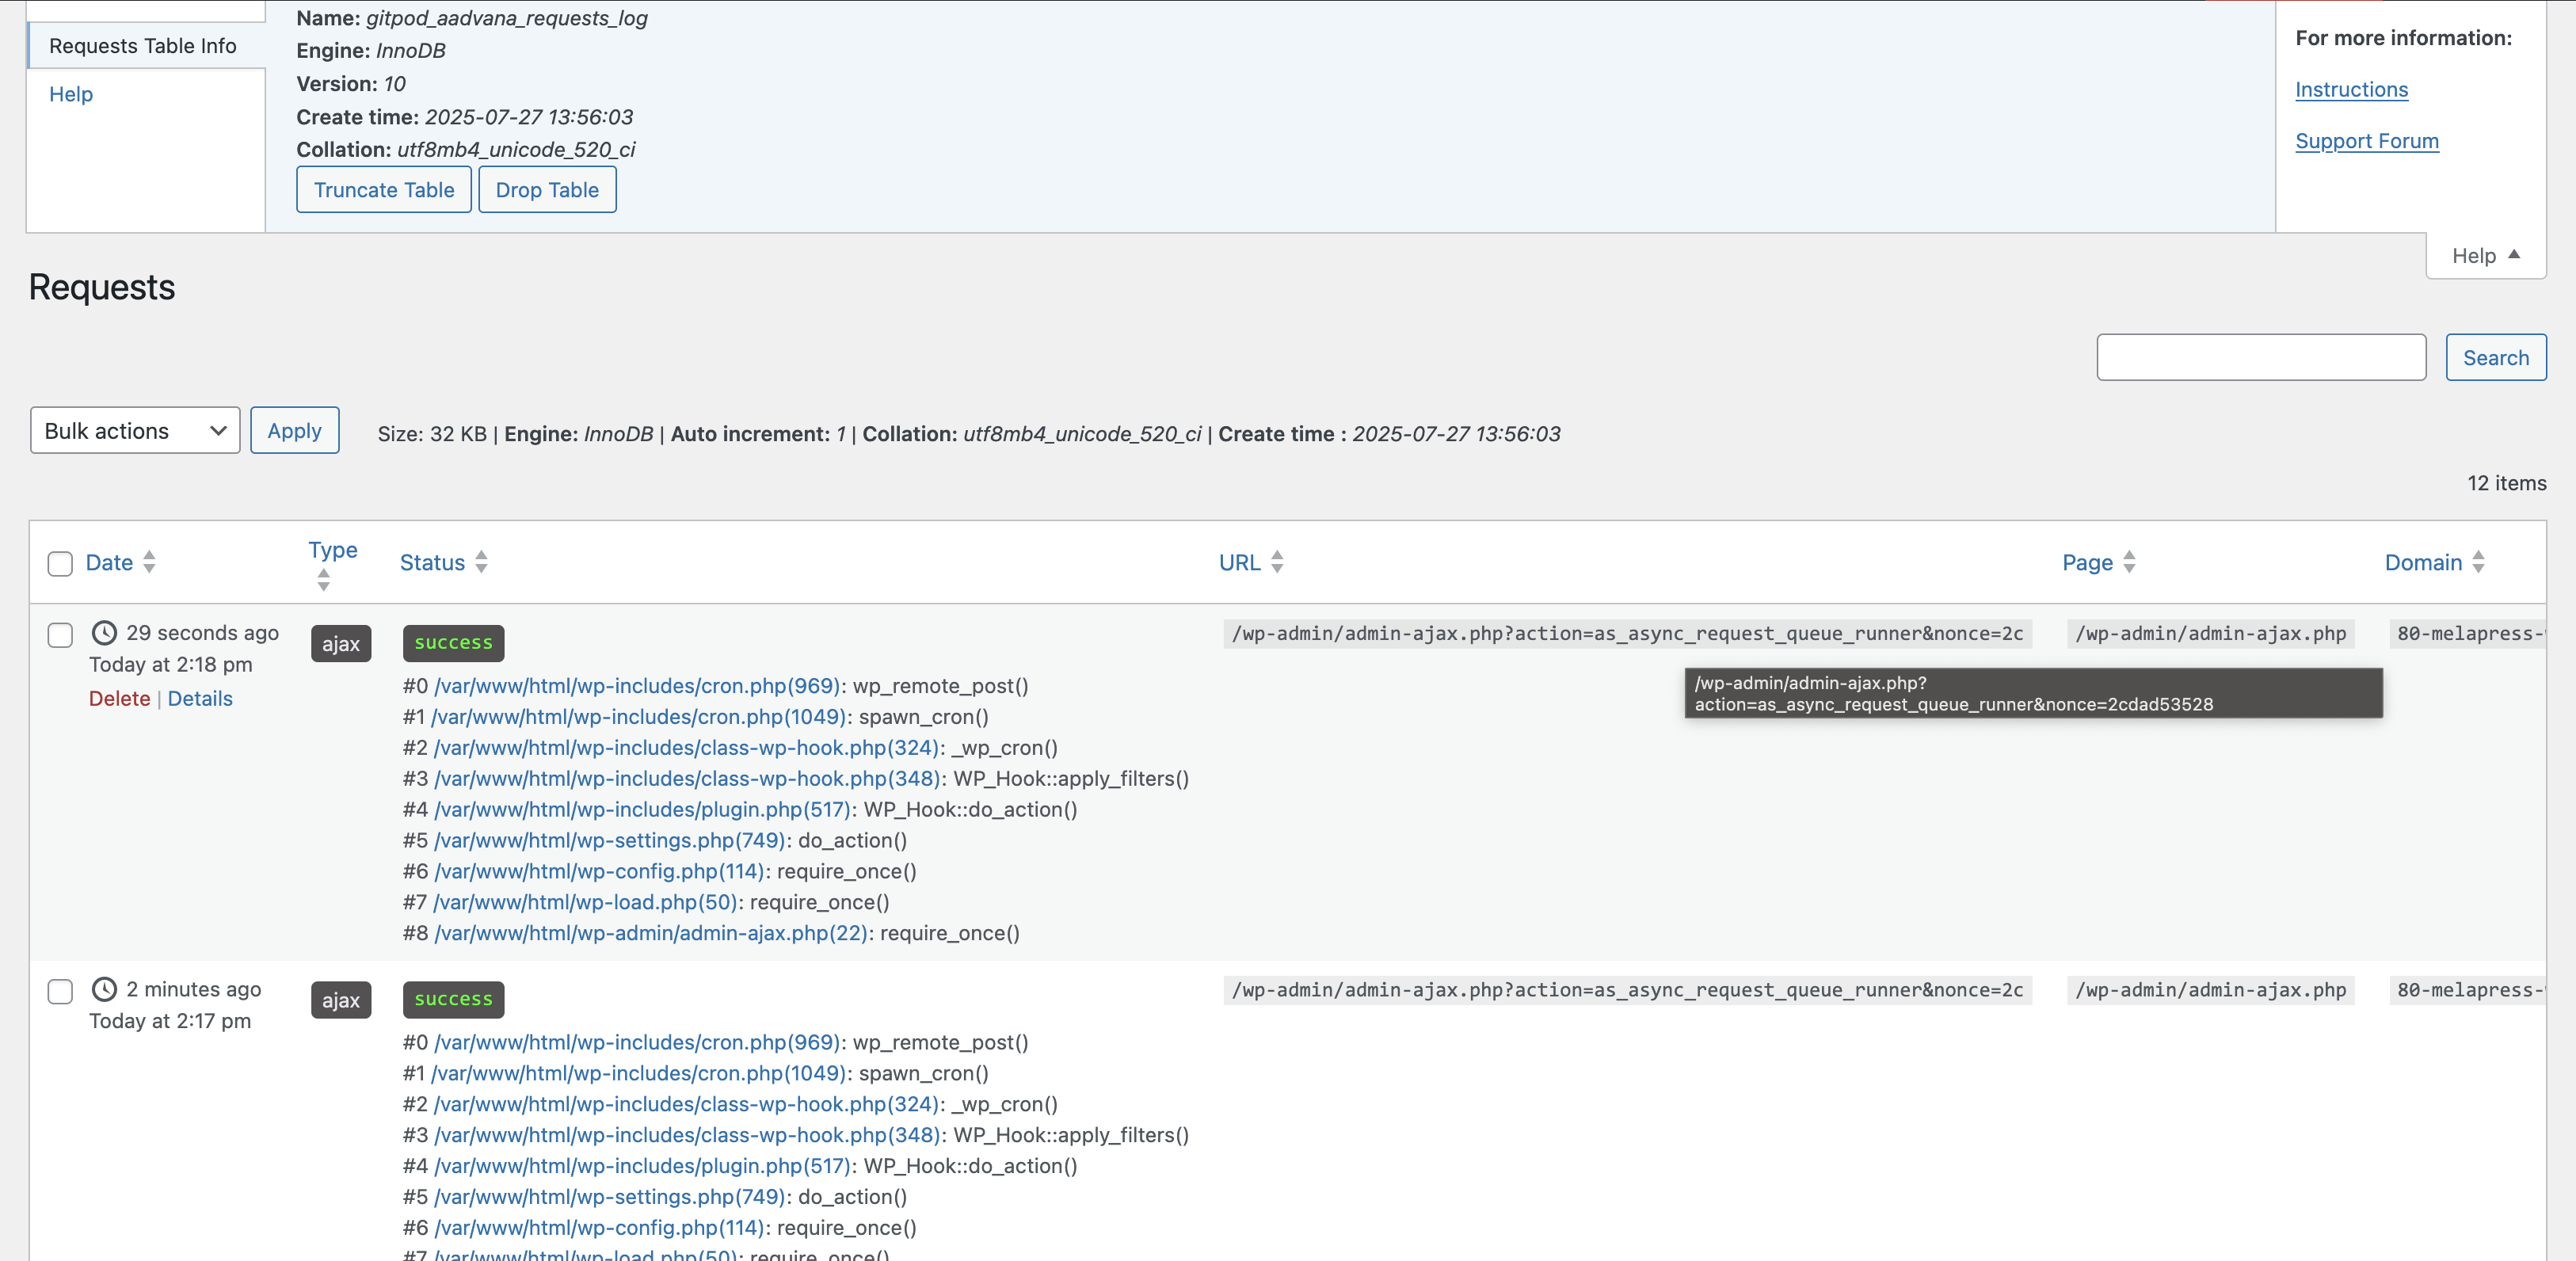 Requests Table Info
Help
Name: gitpod_aadvana_requests_log
Engine: InnoDB
Version: 10
Create time: 2025-07-27 13:56:03
Collation: utf8mb4_unicode_520_ci
Truncate Table
Drop Table
For more information:
Instructions
Support Forum
Help
Requests
Search
Bulk actions
Apply
Size: 32 KB | Engine: InnoDB | Auto increment: 1 | Collation: utf8mb4_unicode_520_ci | Create time : 2025-07-27 13:56:03
12 items
Date
Type
Status
URL
Page
Domain
29 seconds ago
Today at 2:18 pm
Delete | Details
ajax
success
#0 /var/www/html/wp-includes/cron.php(969): wp_remote_post()
#1 /var/www/html/wp-includes/cron.php(1049): spawn_cron()
#2 /var/www/html/wp-includes/class-wp-hook.php(324): _wp_cron()
#3 /var/www/html/wp-includes/class-wp-hook.php(348): WP_Hook::apply_filters()
#4 /var/www/html/wp-includes/plugin.php(517): WP_Hook::do_action()
#5 /var/www/html/wp-settings.php(749): do_action()
#6 /var/www/html/wp-config.php(114): require_once()
#7 /var/www/html/wp-load.php(50): require_once()
#8 /var/www/html/wp-admin/admin-ajax.php(22): require_once()
/wp-admin/admin-ajax.php?action=as_async_request_queue_runner&nonce=2c
/wp-admin/admin-ajax.php?
action=as_async_request_queue_runner&nonce=2cdad53528
/wp-admin/admin-ajax.php
80-melapress-
2 minutes ago
Today at 2:17 pm
ajax
success
#0 /var/www/html/wp-includes/cron.php(969): wp_remote_post()
#1 /var/www/html/wp-includes/cron.php(1049): spawn_cron()
#2 /var/www/html/wp-includes/class-wp-hook.php(324): _wp_cron()
#3 /var/www/html/wp-includes/class-wp-hook.php(348): WP_Hook::apply_filters()
#4 /var/www/html/wp-includes/plugin.php(517): WP_Hook::do_action()
#5 /var/www/html/wp-settings.php(749): do_action()
#6 /var/www/html/wp-config.php(114): require_once()
#7 /var/www/html/wp-load.php(50): require_once()
/wp-admin/admin-ajax.php?action=as_async_request_queue_runner&nonce=2c
/wp-admin/admin-ajax.php
80-melapress-